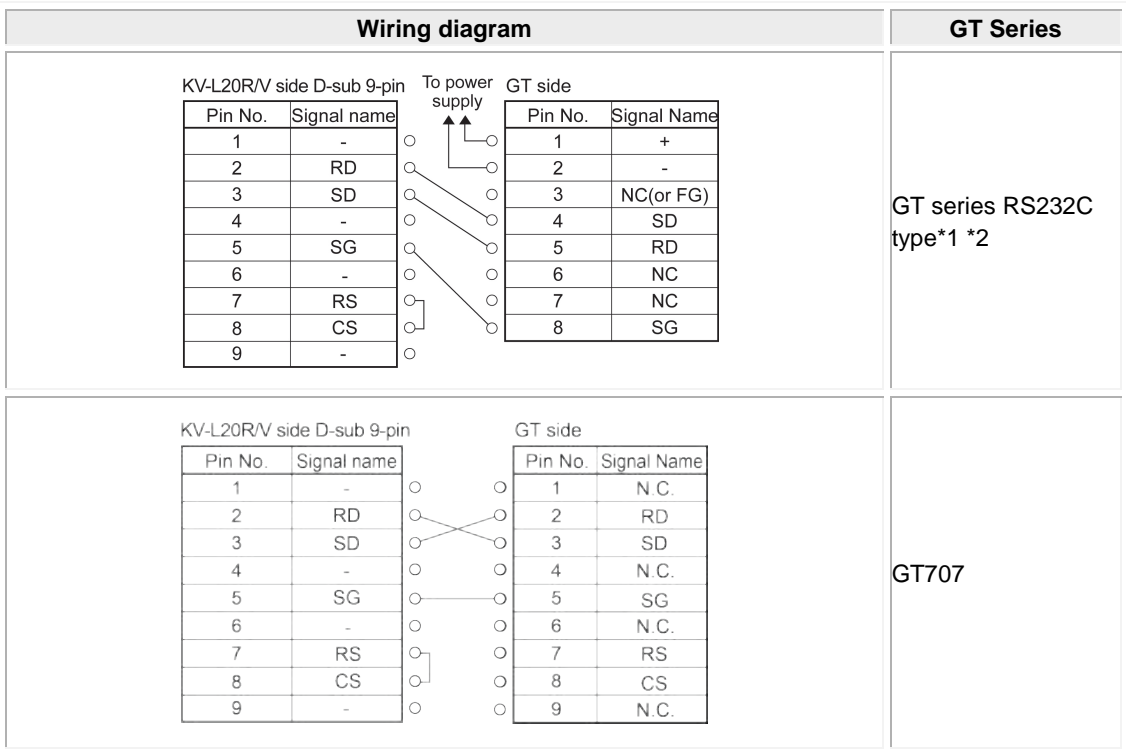 Wiring diagram GT Series
KV-L20R/V side D-sub 9-pin To power supply GT side
Pin No. Signal name Pin No. Signal Name
1 - 1 +
2 RD 2 -
3 SD 3 NC(or FG)
4 - 4 SD
5 SG 5 RD
6 - 6 NC
7 RS 7 NC
8 CS 8 SG
9 -
GT series RS232C
type*1 *2
KV-L20R/V side D-sub 9-pin GT side
Pin No. Signal name Pin No. Signal Name
1 - 1 N.C.
2 RD 2 RD
3 SD 3 SD
4 - 4 N.C.
5 SG 5 SG
6 - 6 N.C.
7 RS 7 RS
8 CS 8 CS
9 - 9 N.C.
GT707